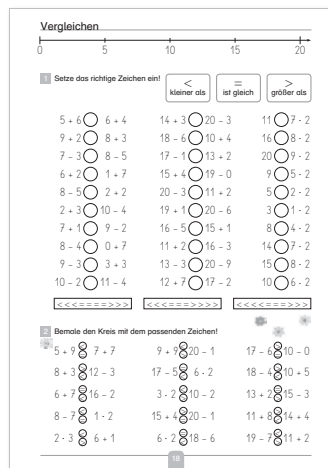 Vergleichen
0 5 10 15 20
1 Setze das richtige Zeichen ein!
< kleiner als = ist gleich > größer als
5 + 6 6 + 4 14 + 3 20 - 3 11 7 · 2
9 + 2 8 + 3 18 - 6 10 + 4 16 8 · 2
7 - 3 8 - 5 17 - 1 13 + 2 20 9 · 2
6 + 2 1 + 7 15 + 4 19 - 0 9 5 · 2
8 - 5 2 + 2 20 - 3 11 + 2 5 2 · 2
2 + 3 10 - 4 19 + 1 20 - 6 3 1 · 2
7 + 1 9 - 2 16 - 5 15 + 1 8 4 · 2
8 - 4 0 + 7 11 + 2 16 - 3 14 7 · 2
9 - 3 3 + 3 13 - 3 20 - 9 15 8 · 2
10 - 2 11 - 4 12 + 7 17 - 2 10 6 · 2
< < < = = = = > > > < < < = = = > > > < < < < = = = > > >
2 Bemale den Kreis mit dem passenden Zeichen!
5 + 9 7 + 7 9 + 9 20 - 1 17 - 6 10 - 0
8 + 3 12 - 3 17 - 5 6 · 2 18 - 4 10 + 5
6 + 7 16 - 2 3 · 2 10 - 2 13 + 2 15 - 3
8 - 7 1 · 2 15 + 4 20 - 1 11 + 8 14 + 4
2 · 3 6 + 1 6 · 2 18 - 6 19 - 7 11 + 2
18